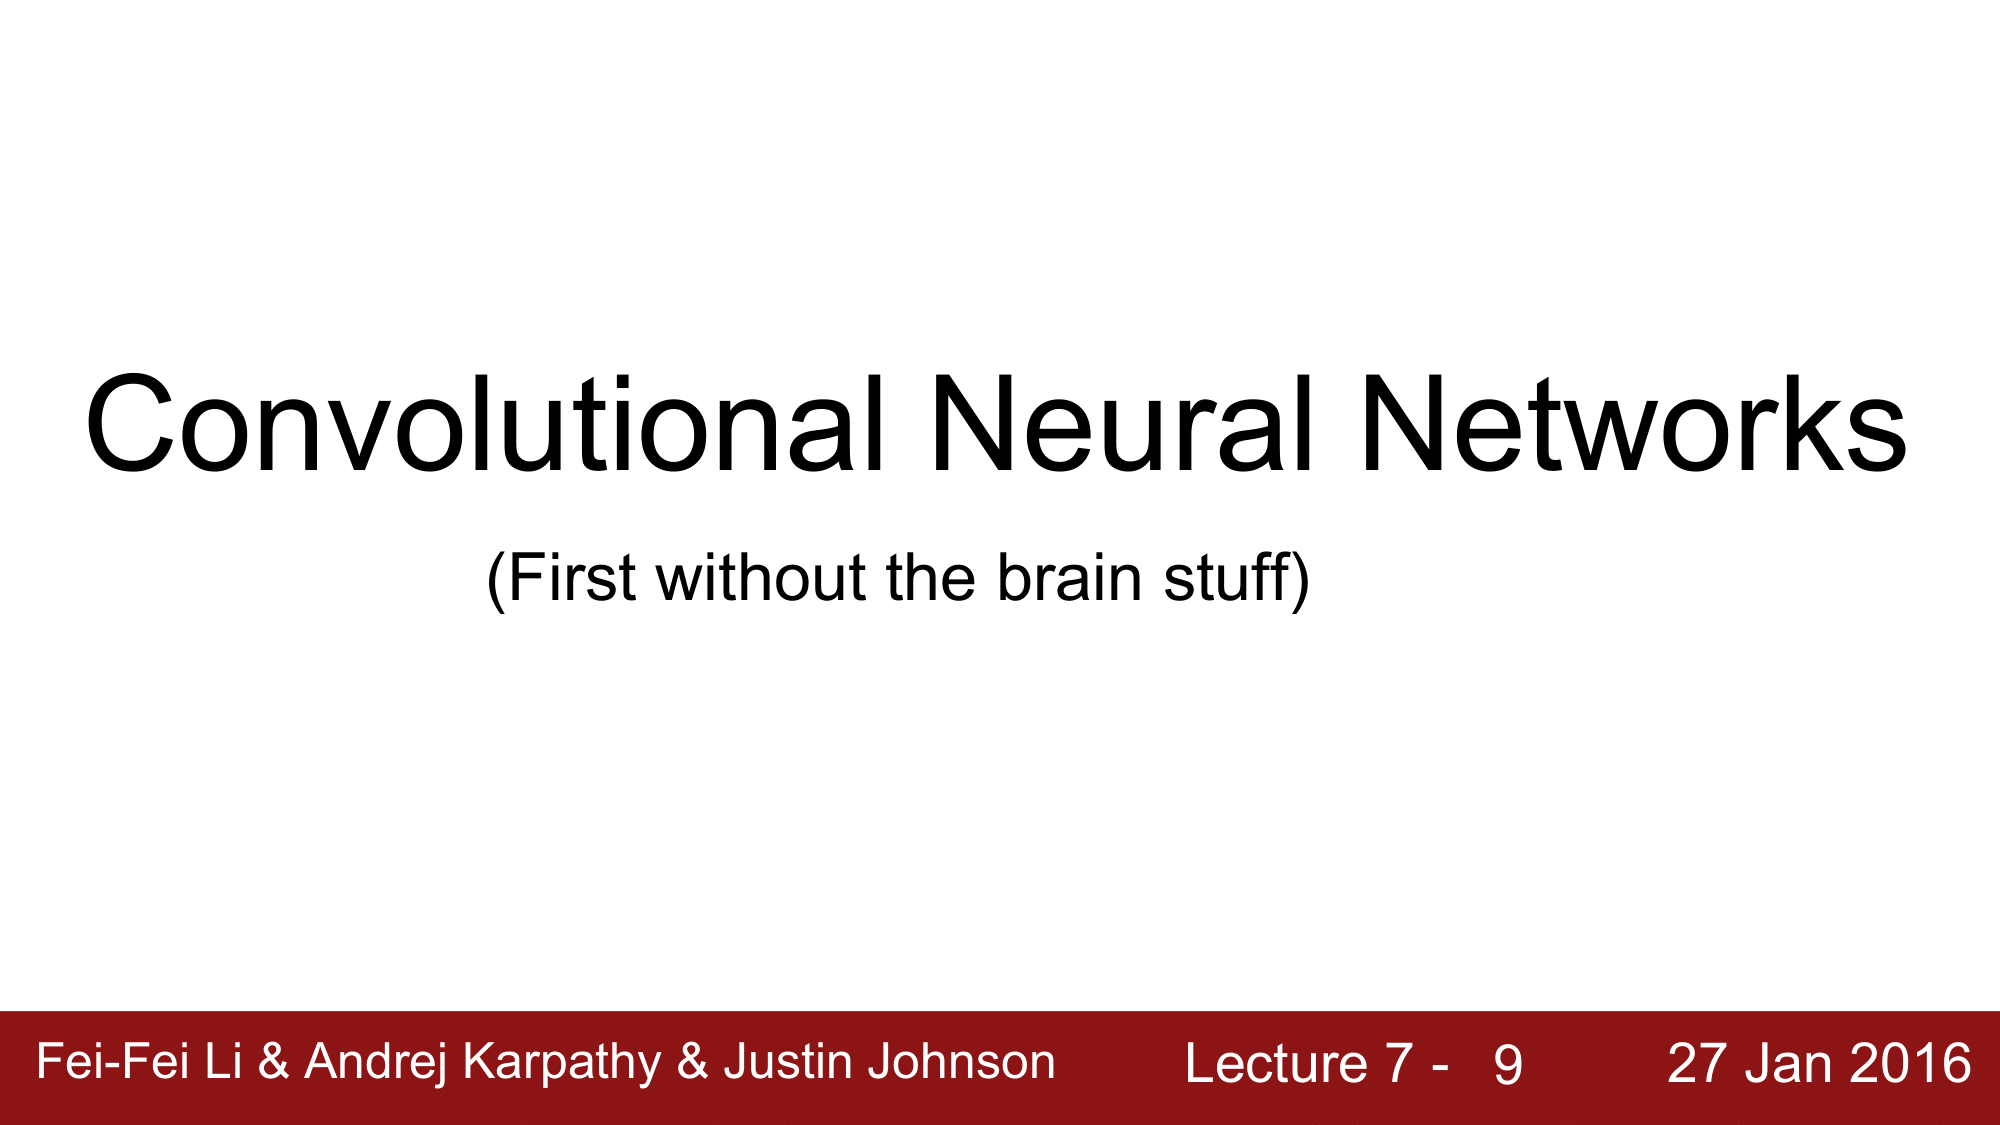 Convolutional Neural Networks
(First without the brain stuff)
Fei-Fei Li & Andrej Karpathy & Justin Johnson Lecture 7 - 9 27 Jan 2016